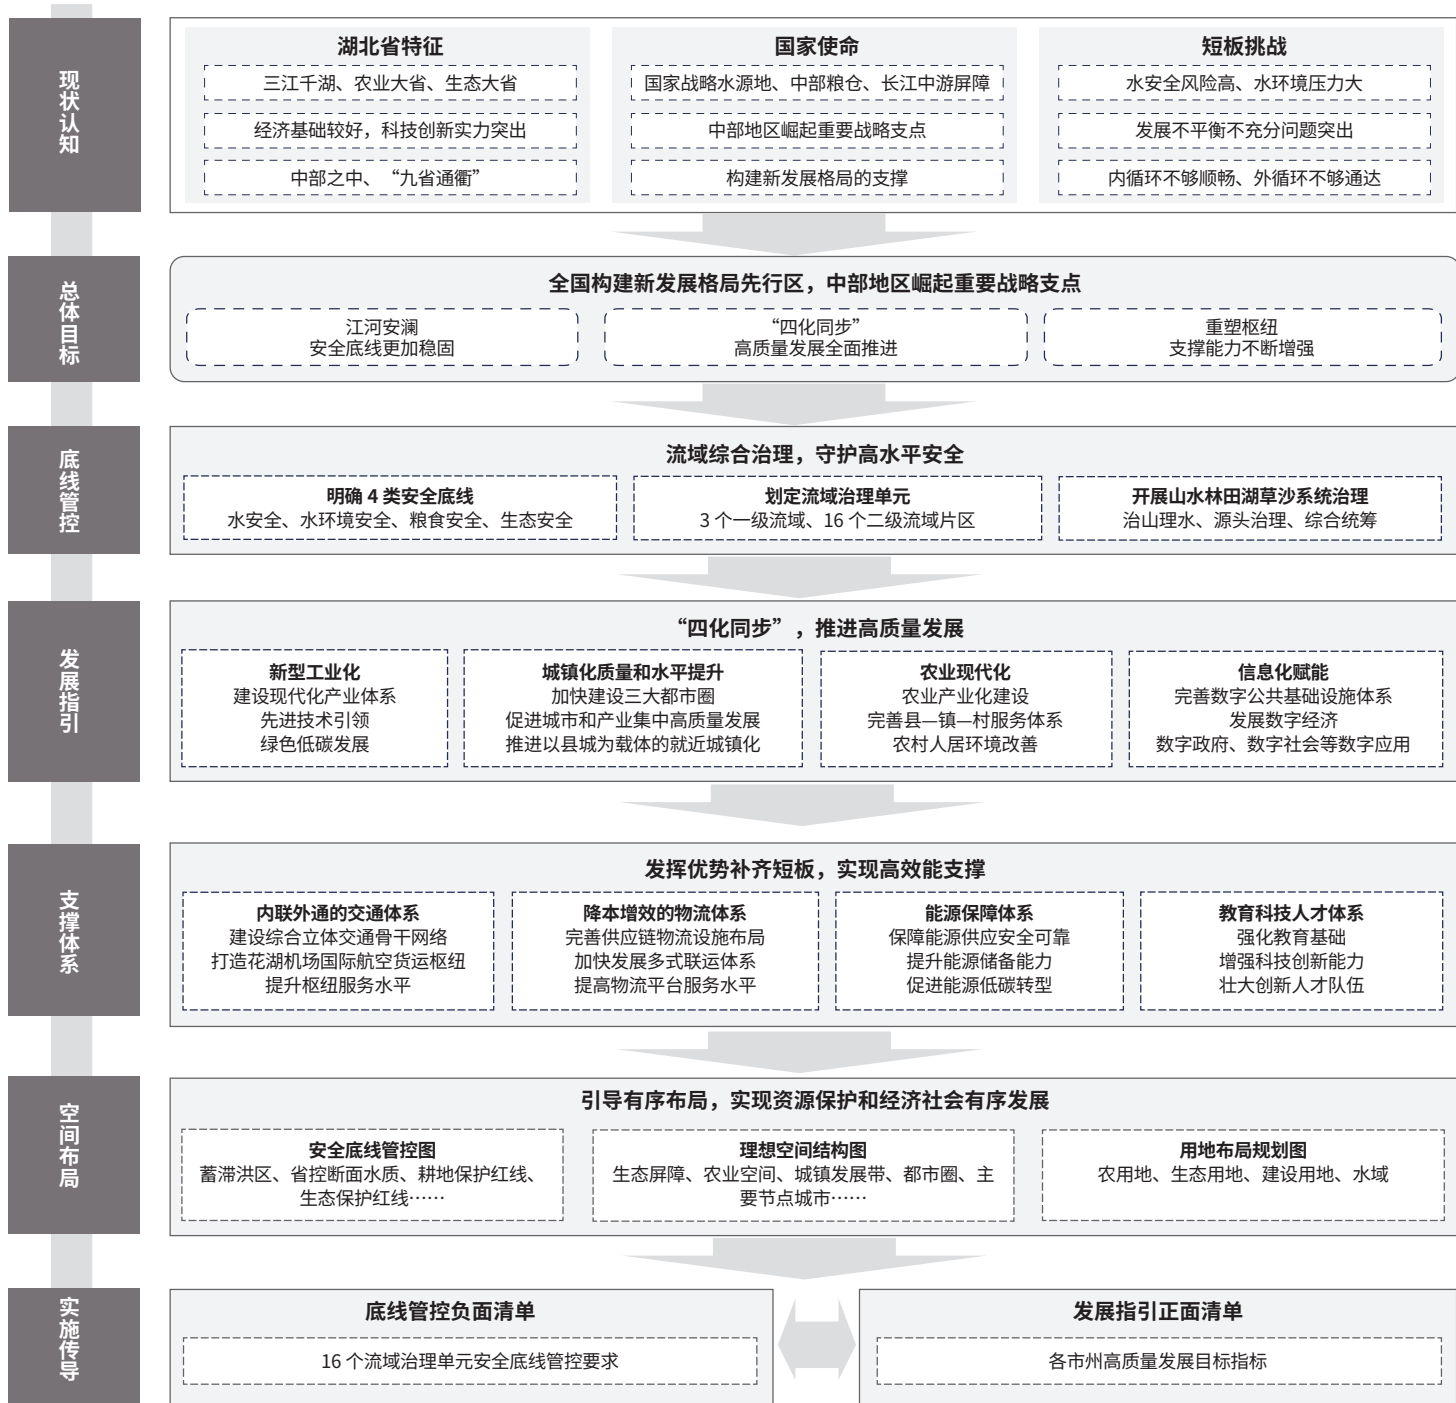 现状认知
湖北省特征
三江千湖、农业大省、生态大省
经济基础较好，科技创新实力突出
中部之中、“九省通衢”
国家使命
国家战略水源地、中部粮仓、长江中游屏障
中部地区崛起重要战略支点
构建新发展格局的支撑
短板挑战
水安全风险高、水环境压力大
发展不平衡不充分问题突出
内循环不够顺畅、外循环不够通达
总体目标
全国构建新发展格局先行区，中部地区崛起重要战略支点
江河安澜
安全底线更加稳固
“四化同步”
高质量发展全面推进
重塑枢纽
支撑能力不断增强
底线管控
流域综合治理，守护高水平安全
明确 4 类安全底线
水安全、水环境安全、粮食安全、生态安全
划定流域治理单元
3 个一级流域、16 个二级流域片区
开展山水林田湖草沙系统治理
治山理水、源头治理、综合统筹
发展指引
“四化同步”，推进高质量发展
新型工业化
建设现代化产业体系
先进技术引领
绿色低碳发展
城镇化质量和水平提升
加快建设三大都市圈
促进城市和产业集中高质量发展
推进以县城为载体的就近城镇化
农业现代化
农业产业化建设
完善县—镇—村服务体系
农村人居环境改善
信息化赋能
完善数字公共基础设施体系
发展数字经济
数字政府、数字社会等数字应用
支撑体系
发挥优势补齐短板，实现高效能支撑
内联外通的交通体系
建设综合立体交通骨干网络
打造花湖机场国际航空货运枢纽
提升枢纽服务水平
降本增效的物流体系
完善供应链物流设施布局
加快发展多式联运体系
提高物流平台服务水平
能源保障体系
保障能源供应安全可靠
提升能源储备能力
促进能源低碳转型
教育科技人才体系
强化教育基础
增强科技创新能力
壮大创新人才队伍
空间布局
引导有序布局，实现资源保护和经济社会有序发展
安全底线管控图
蓄滞洪区、省控断面水质、耕地保护红线、
生态保护红线……
理想空间结构图
生态屏障、农业空间、城镇发展带、都市圈、主
要节点城市……
用地布局规划图
农用地、生态用地、建设用地、水域
实施传导
底线管控负面清单
16 个流域治理单元安全底线管控要求
发展指引正面清单
各市州高质量发展目标指标